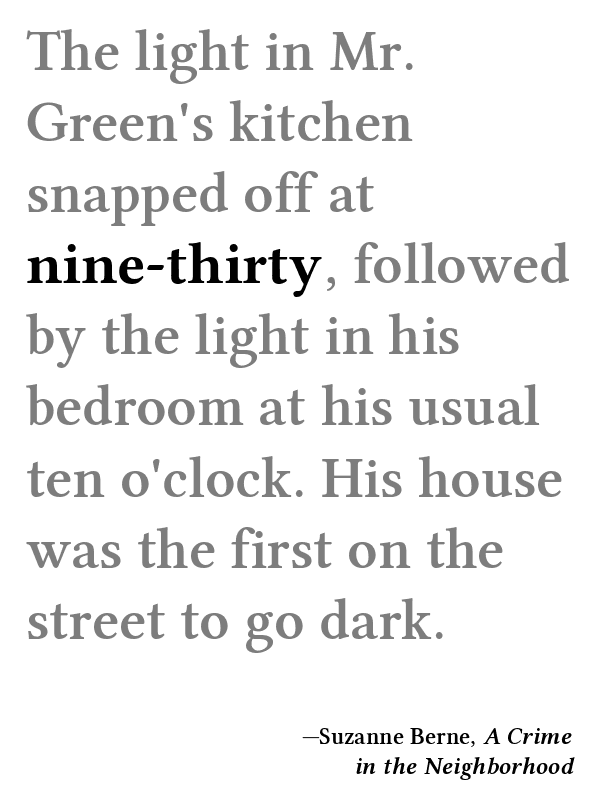 The light in Mr.
Green's kitchen
snapped off at
nine-thirty, followed
by the light in his
bedroom at his usual
ten o'clock. His house
was the first on the
street to go dark.
—Suzanne Berne, A Crime
in the Neighborhood